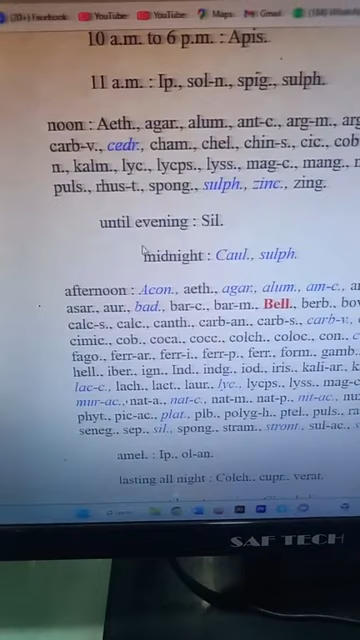 (20+) Facebook YouTube YouTube Maps Gmail
10 a.m. to 6 p.m. : Apis.
11 a.m. : Ip., sol-n., spig., sulph.
noon : Aeth., agar., alum., ant-c., arg-m., arg
carb-v., cedr., cham., chel., chin-s., cic., cob
n., kalm., lyc., lycps., lyss., mag-c., mang.,
puls., rhus-t., spong., sulph., zinc., zing.
until evening : Sil.
midnight : Caul., sulph.
afternoon : Acon., aeth., agar., alum., am-c.,
asar., aur., bad., bar-c., bar-m., Bell., berb., bov
calc-s., calc., canth., carb-an., carb-s., carb-v.,
cimic., cob., coca., cocc., colch., coloc., con.,
fago., ferr-ar., ferr-i., ferr-p., ferr., form., gamb.
hell., iber., ign., Ind., indg., iod., iris., kali-ar.,
lac-c., lach., lact., laur., lyc., lycps., lyss., mag-c
mur-ac., nat-a., nat-c., nat-m., nat-p., nit-ac.,
phyt., pic-ac., plat., plb., polyg-h., ptel., puls.,
seneg., sep., sil., spong., stram., stront., sul-ac.,
amel. : Ip., ol-an.
lasting all night : Colch., cupr., verat.
SAF TECH